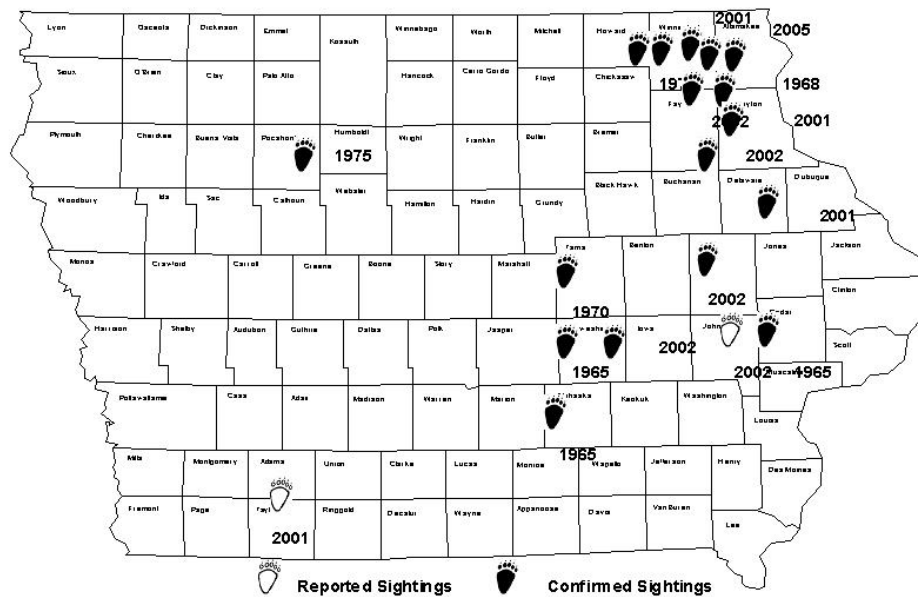 2001
Lyon Osceola Dickinson Emmet Winnebago Worth Mitchell Howard Allamakee 2005
Kossuth
Sioux O'Brien Clay Palo Alto Hancock Cerro Gordo Floyd Chickasaw 1968
2001
Plymouth Cherokee Buena Vista Humboldt Wright Franklin Butler Bremer
1975 2002
Woodbury Ida Sac Calhoun Webster Hamilton Hardin Grundy Black Hawk Buchanan Delaware Dubuque
2001
Monona Crawford Carroll Greene Boone Story Marshall Tama Benton Jones Jackson
Clinton
1970 2002
Harrison Shelby Audubon Guthrie Dallas Polk Jasper Iowa Scott
2002
1965 2002 1965
Pottawattamie Cass Adair Madison Warren Marion Keokuk Washington
Louisa
1965
Mills Montgomery Adams Union Clarke Lucas Monroe Wapello Jefferson Henry Des Moines
Fremont Page Ringgold Decatur Wayne Appanoose Davis Van Buren Lee
2001
Reported Sightings Confirmed Sightings